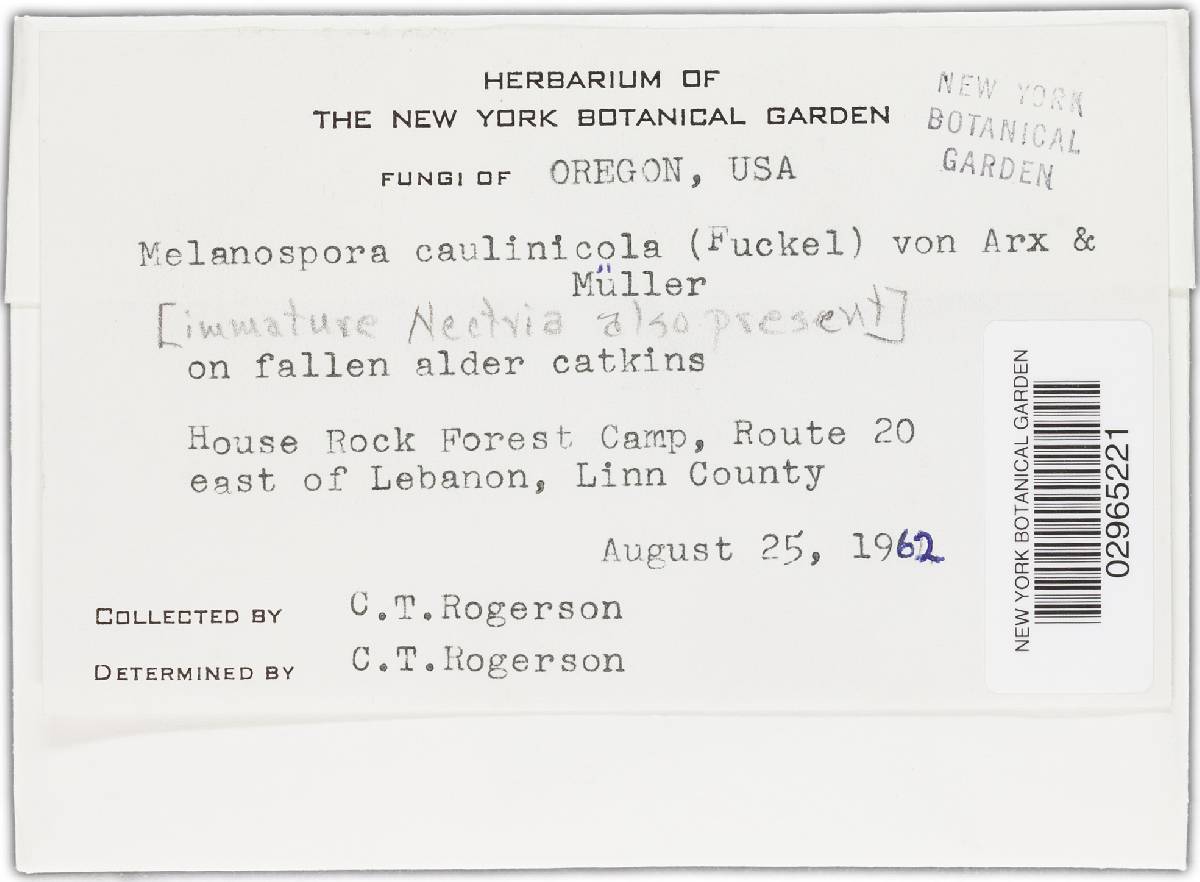 HERBARIUM OF
THE NEW YORK BOTANICAL GARDEN
NEW YORK
BOTANICAL
GARDEN
FUNGI OF OREGON, USA
Melanospora caulinicola (Fuckel) von Arx &
Müller
[immature Nectria also present]
on fallen alder catkins
House Rock Forest Camp, Route 20
east of Lebanon, Linn County
August 25, 1962
COLLECTED BY C.T.Rogerson
DETERMINED BY C.T.Rogerson
NEW YORK BOTANICAL GARDEN
02965221